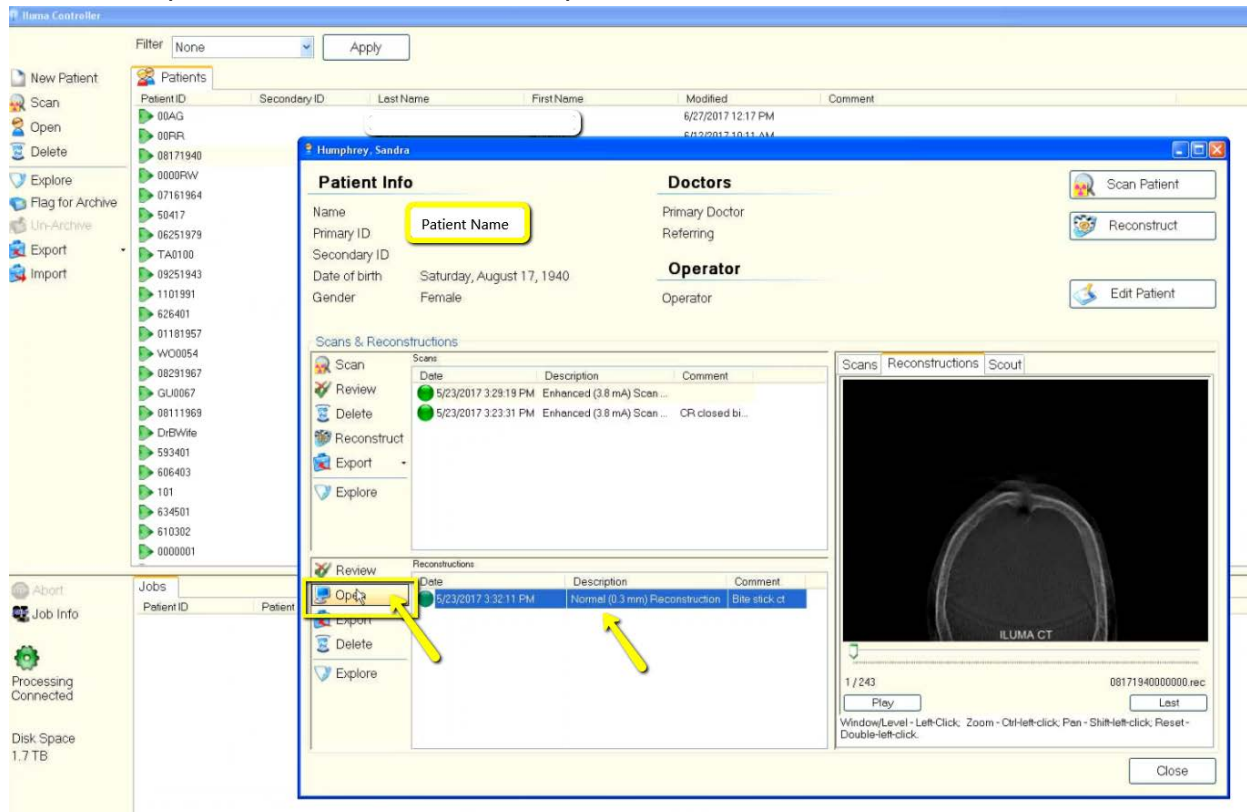 Iluma Controller
Filter None Apply
New Patient
Scan
Open
Delete
Explore
Flag for Archive
Un-Archive
Export
Import
Patients
Patient ID Secondary ID Last Name First Name Modified Comment
00AG 6/27/2017 12:17 PM
00RR 6/12/2017 10:11 AM
08171940
0000RW
07161964
50417
06251979
TA0100
09251943
1101991
626401
01181957
WO0054
08291967
GU0067
08111969
DrBWife
593401
606403
101
634501
610302
0000001
Humphrey, Sandra
Patient Info
Name
Primary ID
Patient Name
Secondary ID
Date of birth Saturday, August 17, 1940
Gender Female
Doctors
Primary Doctor
Referring
Operator
Operator
Scan Patient
Reconstruct
Edit Patient
Scans & Reconstructions
Scan
Review
Delete
Reconstruct
Export
Explore
Scans
Date Description Comment
5/23/2017 3:29:19 PM Enhanced (3.8 mA) Scan ...
5/23/2017 3:23:31 PM Enhanced (3.8 mA) Scan ... CR closed bi...
Review
Open
Export
Delete
Explore
Reconstructions
Date Description Comment
5/23/2017 3:32:11 PM Normal (0.3 mm) Reconstruction Bite stick ct
Scans Reconstructions Scout
ILUMA CT
1 / 243 08171940000000.rec
Play Last
Window/Level - Left-Click; Zoom - Ctrl-left-click; Pan - Shift-left-click; Reset -
Double-left-click.
Close
Abort
Job Info
Processing
Connected
Disk Space
1.7 TB
Jobs
Patient ID Patient